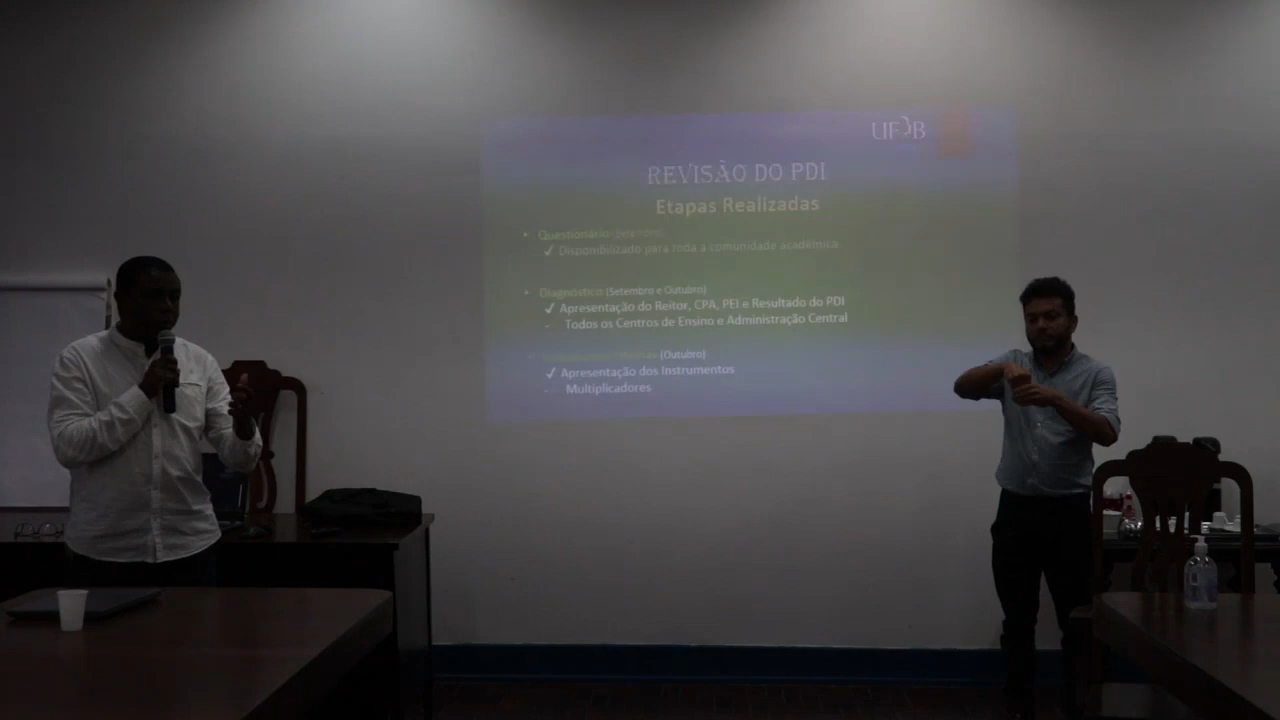 UFOB
REVISÃO DO PDI
Etapas Realizadas
• Questionário
✓ Disponibilizado para toda a comunidade acadêmica
• Diagnóstico (Setembro e Outubro)
✓ Apresentação do Reitor, CPA, PEI e Resultado do PDI
- Todos os Centros de Ensino e Administração Central
(Outubro)
✓ Apresentação dos Instrumentos
- Multiplicadores